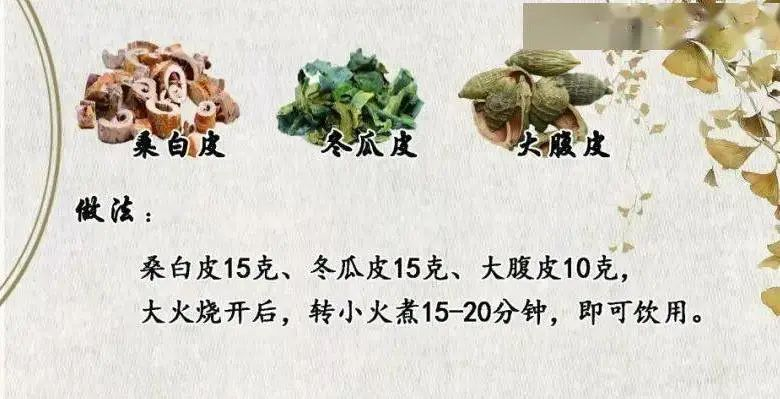 桑白皮 冬瓜皮 大腹皮
做法：
桑白皮15克、冬瓜皮15克、大腹皮10克，
大火烧开后，转小火煮15-20分钟，即可饮用。